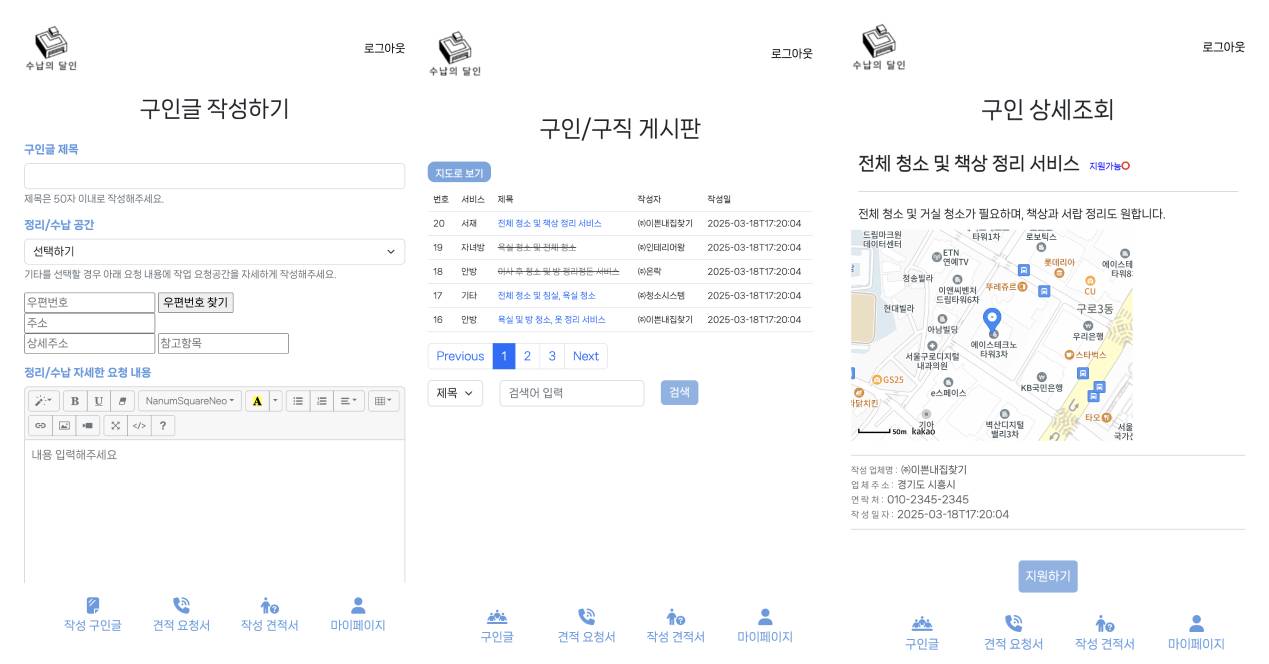 수납의 달인
로그아웃
구인글 작성하기
구인글 제목
제목은 50자 이내로 작성해주세요.
정리/수납 공간
선택하기
기타를 선택할 경우 아래 요청 내용에 작업 요청공간을 자세하게 작성해주세요.
우편번호 우편번호 찾기
주소
상세주소 참고항목
정리/수납 자세한 요청 내용
B U NanumSquareNeo A
</> ?
내용 입력해주세요
작성 구인글 견적 요청서 작성 견적서 마이페이지
수납의 달인
로그아웃
구인/구직 게시판
지도로 보기
번호 서비스 제목 작성자 작성일
20 서재 전체 청소 및 책상 정리 서비스 ㈜이쁜내집찾기 2025-03-18T17:20:04
19 자녀방 욕실 청소 및 전체 청소 ㈜인테리어왕 2025-03-18T17:20:04
18 안방 이사 후 청소 및 방 정리정돈 서비스 ㈜온락 2025-03-18T17:20:04
17 기타 전체 청소 및 침실, 욕실 청소 ㈜청소시스템 2025-03-18T17:20:04
16 안방 욕실 및 방 청소, 옷 정리 서비스 ㈜이쁜내집찾기 2025-03-18T17:20:04
Previous 1 2 3 Next
제목 검색어 입력 검색
구인글 견적 요청서 작성 견적서 마이페이지
수납의 달인
로그아웃
구인 상세조회
전체 청소 및 책상 정리 서비스 지원가능
전체 청소 및 거실 청소가 필요하며, 책상과 서랍 정리도 원합니다.
드림마크원
데이터센터
타워1차
로보틱스
ETN
연예TV
롯데리아
에이스테
타워8
정송빌라
이앤씨벤처
드림타워6차
뚜레쥬르
CU
현대빌라
구로3동
아남빌딩
에이스테크노
타워3차
우리은행
서울구로디지털
내과의원
스타벅스
GS25
e스페이스
KB국민은행
바닭치킨
기아
벽산디지털
밸리3차
타오
서울
국가산
50m kakao
작성 업체명 : ㈜이쁜내집찾기
업 체 주 소 : 경기도 시흥시
연 락 처 : 010-2345-2345
작 성 일 자 : 2025-03-18T17:20:04
지원하기
구인글 견적 요청서 작성 견적서 마이페이지